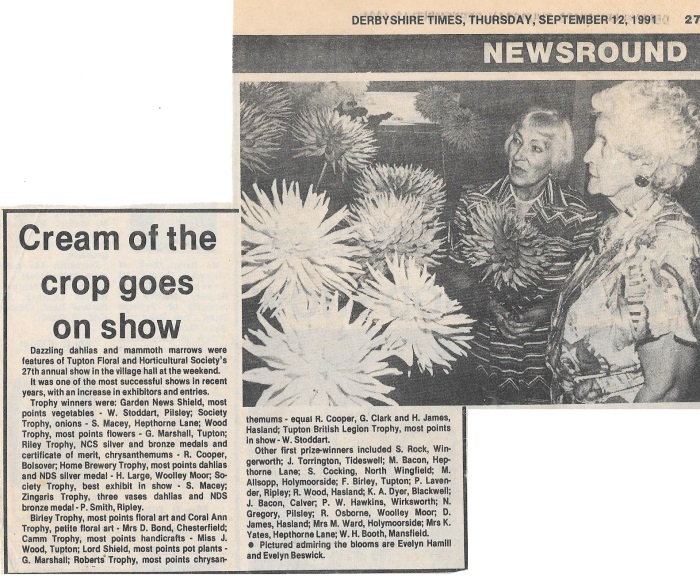 DERBYSHIRE TIMES, THURSDAY, SEPTEMBER 12, 1991 27
NEWSROUND
Cream of the
crop goes
on show
Dazzling dahlias and mammoth marrows were
features of Tupton Floral and Horticultural Society's
27th annual show in the village hall at the weekend.
It was one of the most successful shows in recent
years, with an increase in exhibitors and entries.
Trophy winners were: Garden News Shield, most
points vegetables - W. Stoddart, Pilsley; Society
Trophy, onions - S. Macey, Hepthorne Lane; Wood
Trophy, most points flowers - G. Marshall, Tupton;
Riley Trophy, NCS silver and bronze medals and
certificate of merit, chrysanthemums - R. Cooper,
Bolsover; Home Brewery Trophy, most points dahlias
and NDS silver medal - H. Large, Woolley Moor; So-
ciety Trophy, best exhibit in show - S. Macey;
Zingaris Trophy, three vases dahlias and NDS
bronze medal - P. Smith, Ripley.
Birley Trophy, most points floral art and Coral Ann
Trophy, petite floral art - Mrs D. Bond, Chesterfield;
Camm Trophy, most points handicrafts - Miss J.
Wood, Tupton; Lord Shield, most points pot plants -
G. Marshall; Roberts Trophy, most points chrysan-
themums - equal R. Cooper, G. Clark and H. James,
Hasland; Tupton British Legion Trophy, most points
in show - W. Stoddart.
Other first prize-winners included S. Rock, Win-
gerworth; J. Torrington, Tideswell; M. Bacon, Hep-
thorne Lane; S. Cocking, North Wingfield; M.
Allsopp, Holymoorside; F. Birley, Tupton; P. Laven-
der, Ripley; R. Wood, Hasland; K. A. Dyer, Blackwell;
J. Bacon, Calver; P. W. Hawkins, Wirksworth; N.
Gregory, Pilsley; R. Osborne, Woolley Moor; D.
James, Hasland; Mrs M. Ward, Holymoorside; Mrs K.
Yates, Hepthorne Lane; W. H. Booth, Mansfield.
● Pictured admiring the blooms are Evelyn Hamill
and Evelyn Beswick.